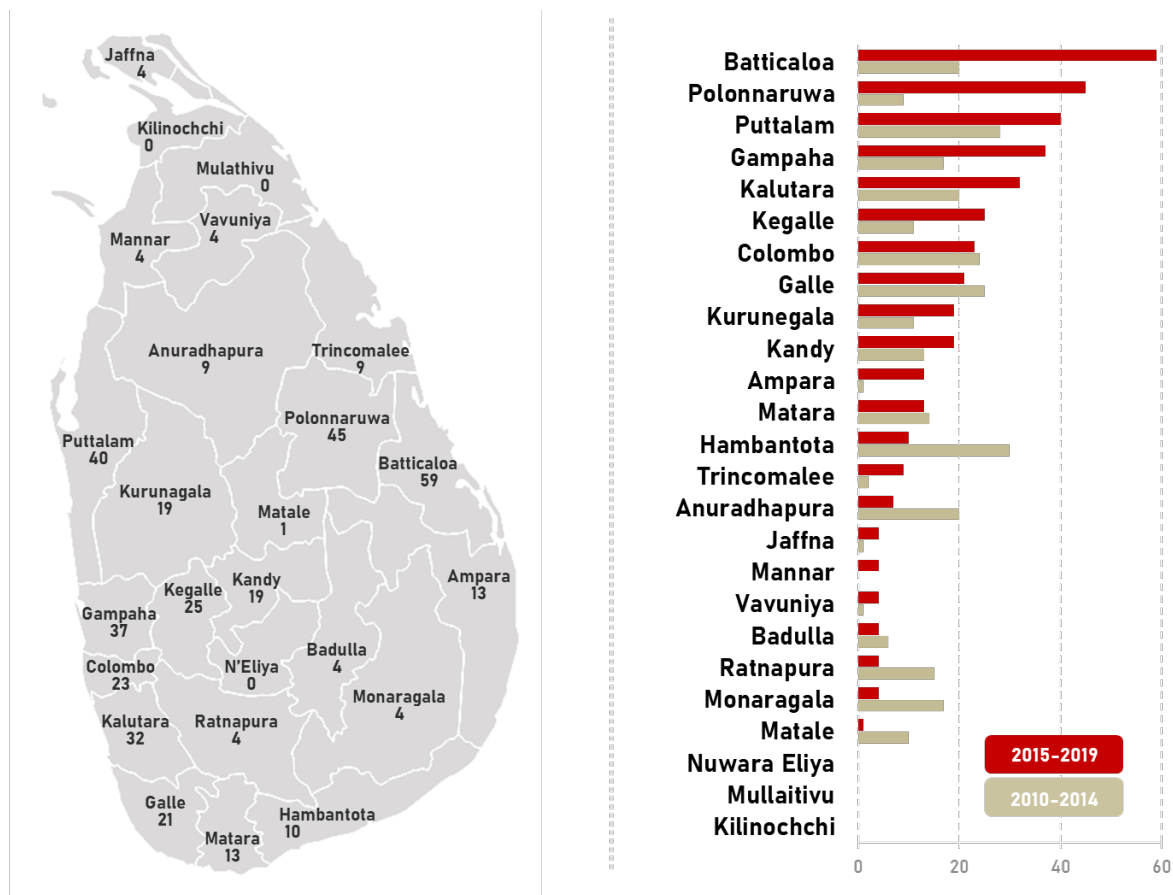 Jaffna
4
Kilinochchi
0
Mulathivu
0
Vavuniya
4
Mannar
4
Anuradhapura
9
Trincomalee
9
Polonnaruwa
45
Puttalam
40
Batticaloa
59
Kurunagala
19
Matale
1
Ampara
13
Kandy
19
Kegalle
25
Gampaha
37
Badulla
4
Colombo
23
N'Eliya
0
Monaragala
4
Kalutara
32
Ratnapura
4
Galle
21
Hambantota
10
Matara
13
Batticaloa
Polonnaruwa
Puttalam
Gampaha
Kalutara
Kegalle
Colombo
Galle
Kurunegala
Kandy
Ampara
Matara
Hambantota
Trincomalee
Anuradhapura
Jaffna
Mannar
Vavuniya
Badulla
Ratnapura
Monaragala
Matale
Nuwara Eliya
Mullaitivu
Kilinochchi
2015-2019
2010-2014
0 20 40 60